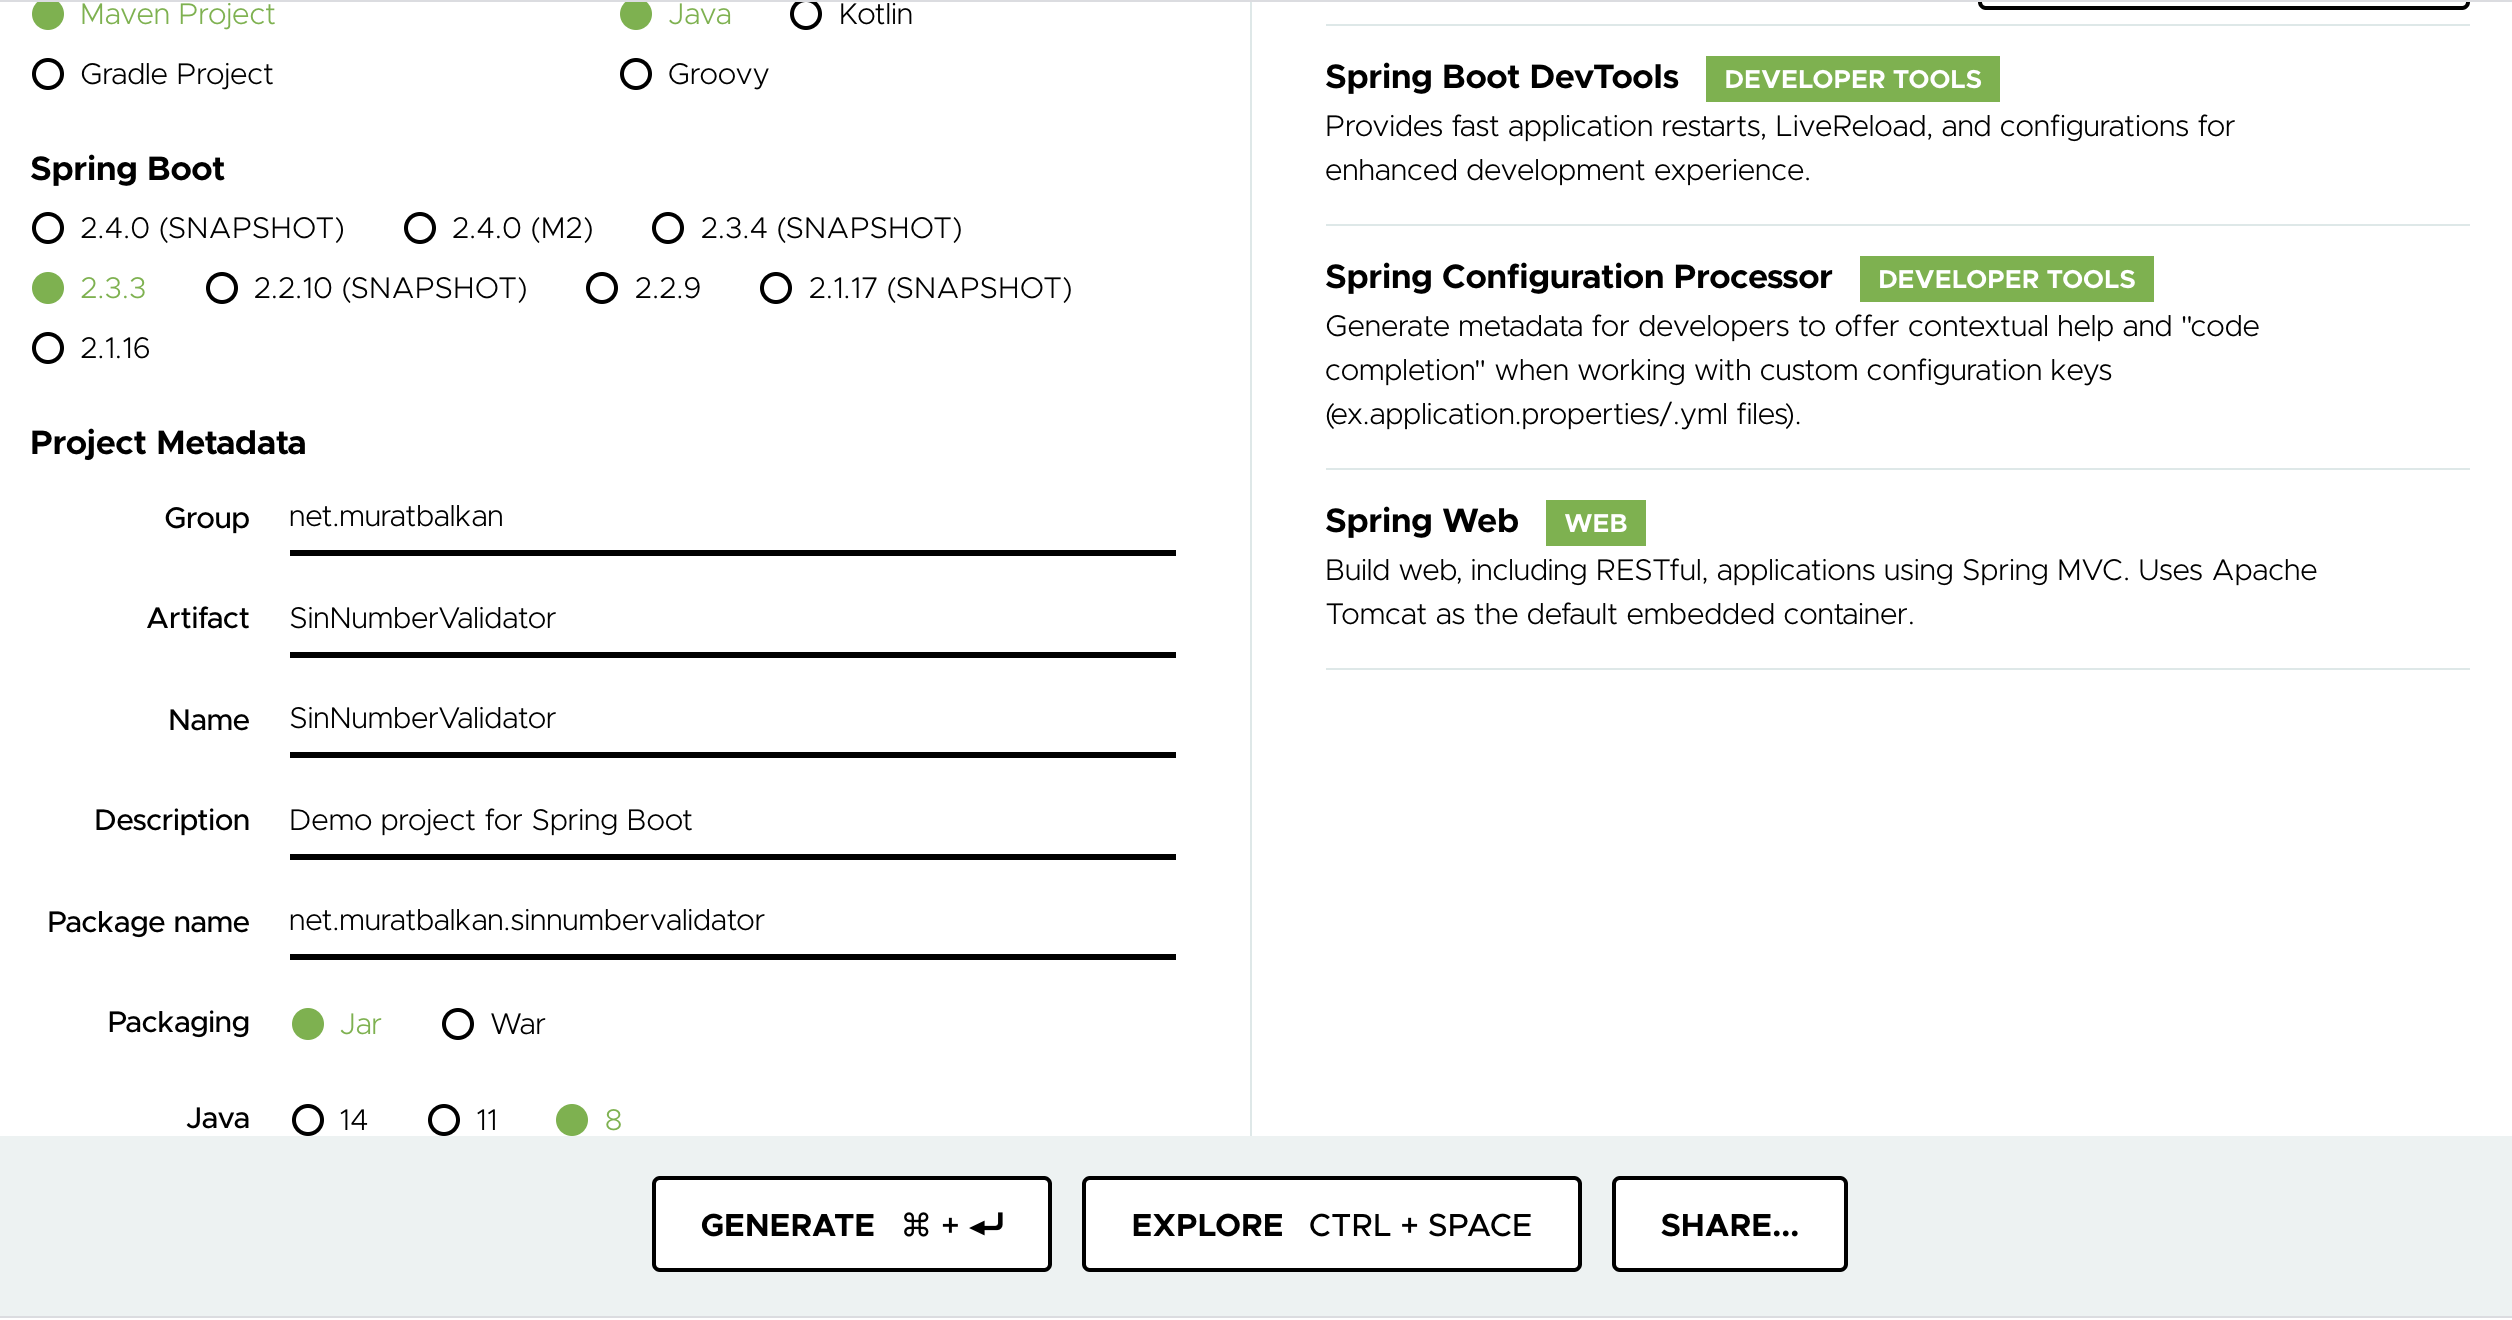 Maven Project
Java Kotlin
Gradle Project
Groovy
Spring Boot
2.4.0 (SNAPSHOT) 2.4.0 (M2) 2.3.4 (SNAPSHOT)
2.3.3 2.2.10 (SNAPSHOT) 2.2.9 2.1.17 (SNAPSHOT)
2.1.16
Project Metadata
Group net.muratbalkan
Artifact SinNumberValidator
Name SinNumberValidator
Description Demo project for Spring Boot
Package name net.muratbalkan.sinnumbervalidator
Packaging Jar War
Java 14 11 8
Spring Boot DevTools DEVELOPER TOOLS
Provides fast application restarts, LiveReload, and configurations for
enhanced development experience.
Spring Configuration Processor DEVELOPER TOOLS
Generate metadata for developers to offer contextual help and "code
completion" when working with custom configuration keys
(ex.application.properties/.yml files).
Spring Web WEB
Build web, including RESTful, applications using Spring MVC. Uses Apache
Tomcat as the default embedded container.
GENERATE ⌘ + ↵
EXPLORE CTRL + SPACE
SHARE...